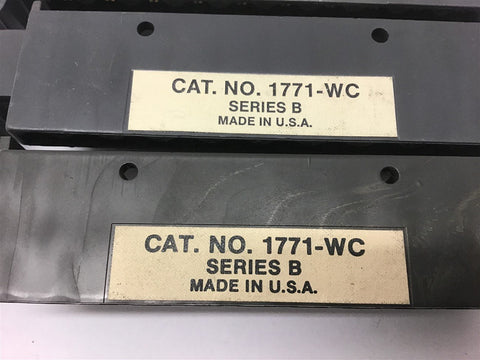 CAT. NO. 1771-WC
SERIES B
MADE IN U.S.A.
CAT. NO. 1771-WC
SERIES B
MADE IN U.S.A.